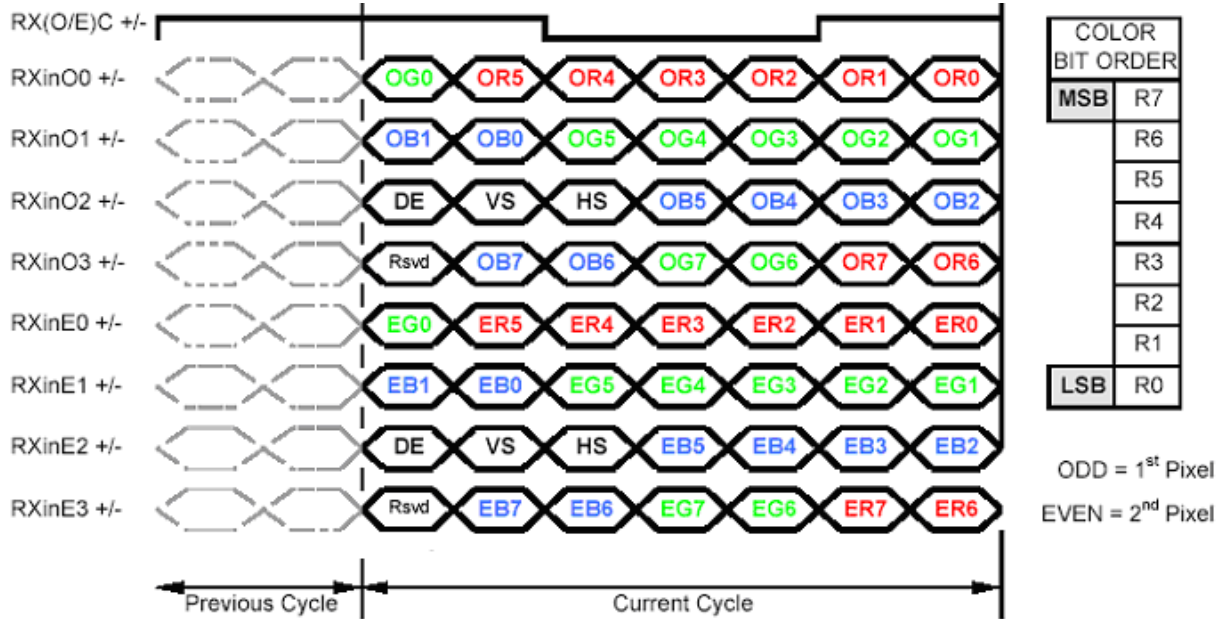 RX(O/E)C +/-
RXinO0 +/- OG0 OR5 OR4 OR3 OR2 OR1 OR0
RXinO1 +/- OB1 OB0 OG5 OG4 OG3 OG2 OG1
RXinO2 +/- DE VS HS OB5 OB4 OB3 OB2
RXinO3 +/- Rsvd OB7 OB6 OG7 OG6 OR7 OR6
RXinE0 +/- EG0 ER5 ER4 ER3 ER2 ER1 ER0
RXinE1 +/- EB1 EB0 EG5 EG4 EG3 EG2 EG1
RXinE2 +/- DE VS HS EB5 EB4 EB3 EB2
RXinE3 +/- Rsvd EB7 EB6 EG7 EG6 ER7 ER6
Previous Cycle Current Cycle
COLOR
BIT ORDER
MSB R7
R6
R5
R4
R3
R2
R1
LSB R0
ODD = 1st Pixel
EVEN = 2nd Pixel